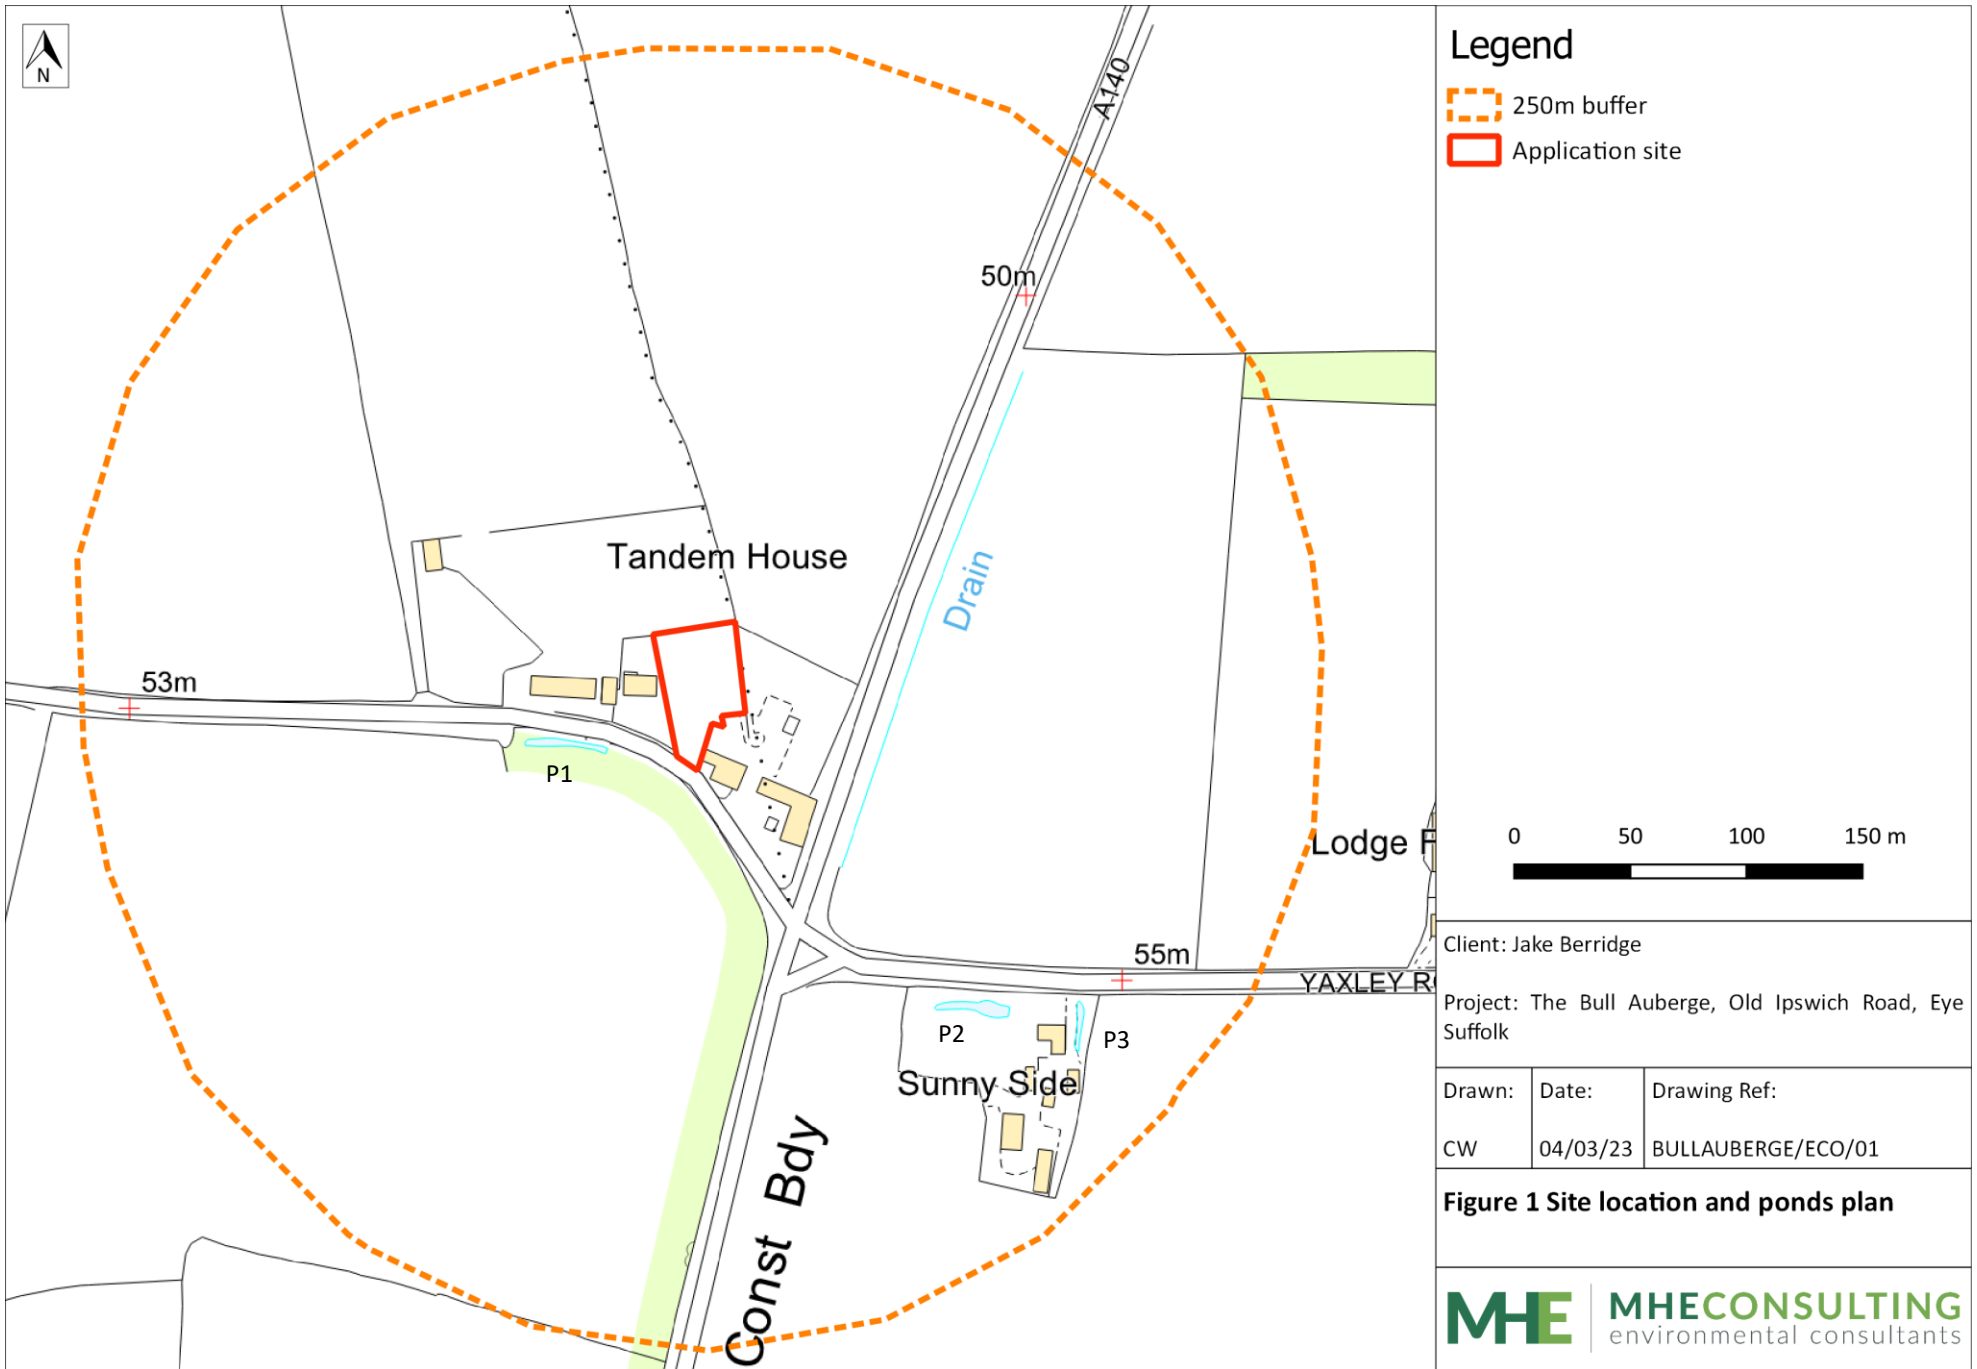 N
A140
50m
Tandem House
Drain
53m
P1
Lodge F
55m
YAXLEY R
P2
P3
Sunny Side
Const Bdy
Legend
250m buffer
Application site
0 50 100 150 m
Client: Jake Berridge
Project: The Bull Auberge, Old Ipswich Road, Eye
Suffolk
Drawn: Date: Drawing Ref:
CW 04/03/23 BULLAUBERGE/ECO/01
Figure 1 Site location and ponds plan
MHE MHECONSULTING
environmental consultants